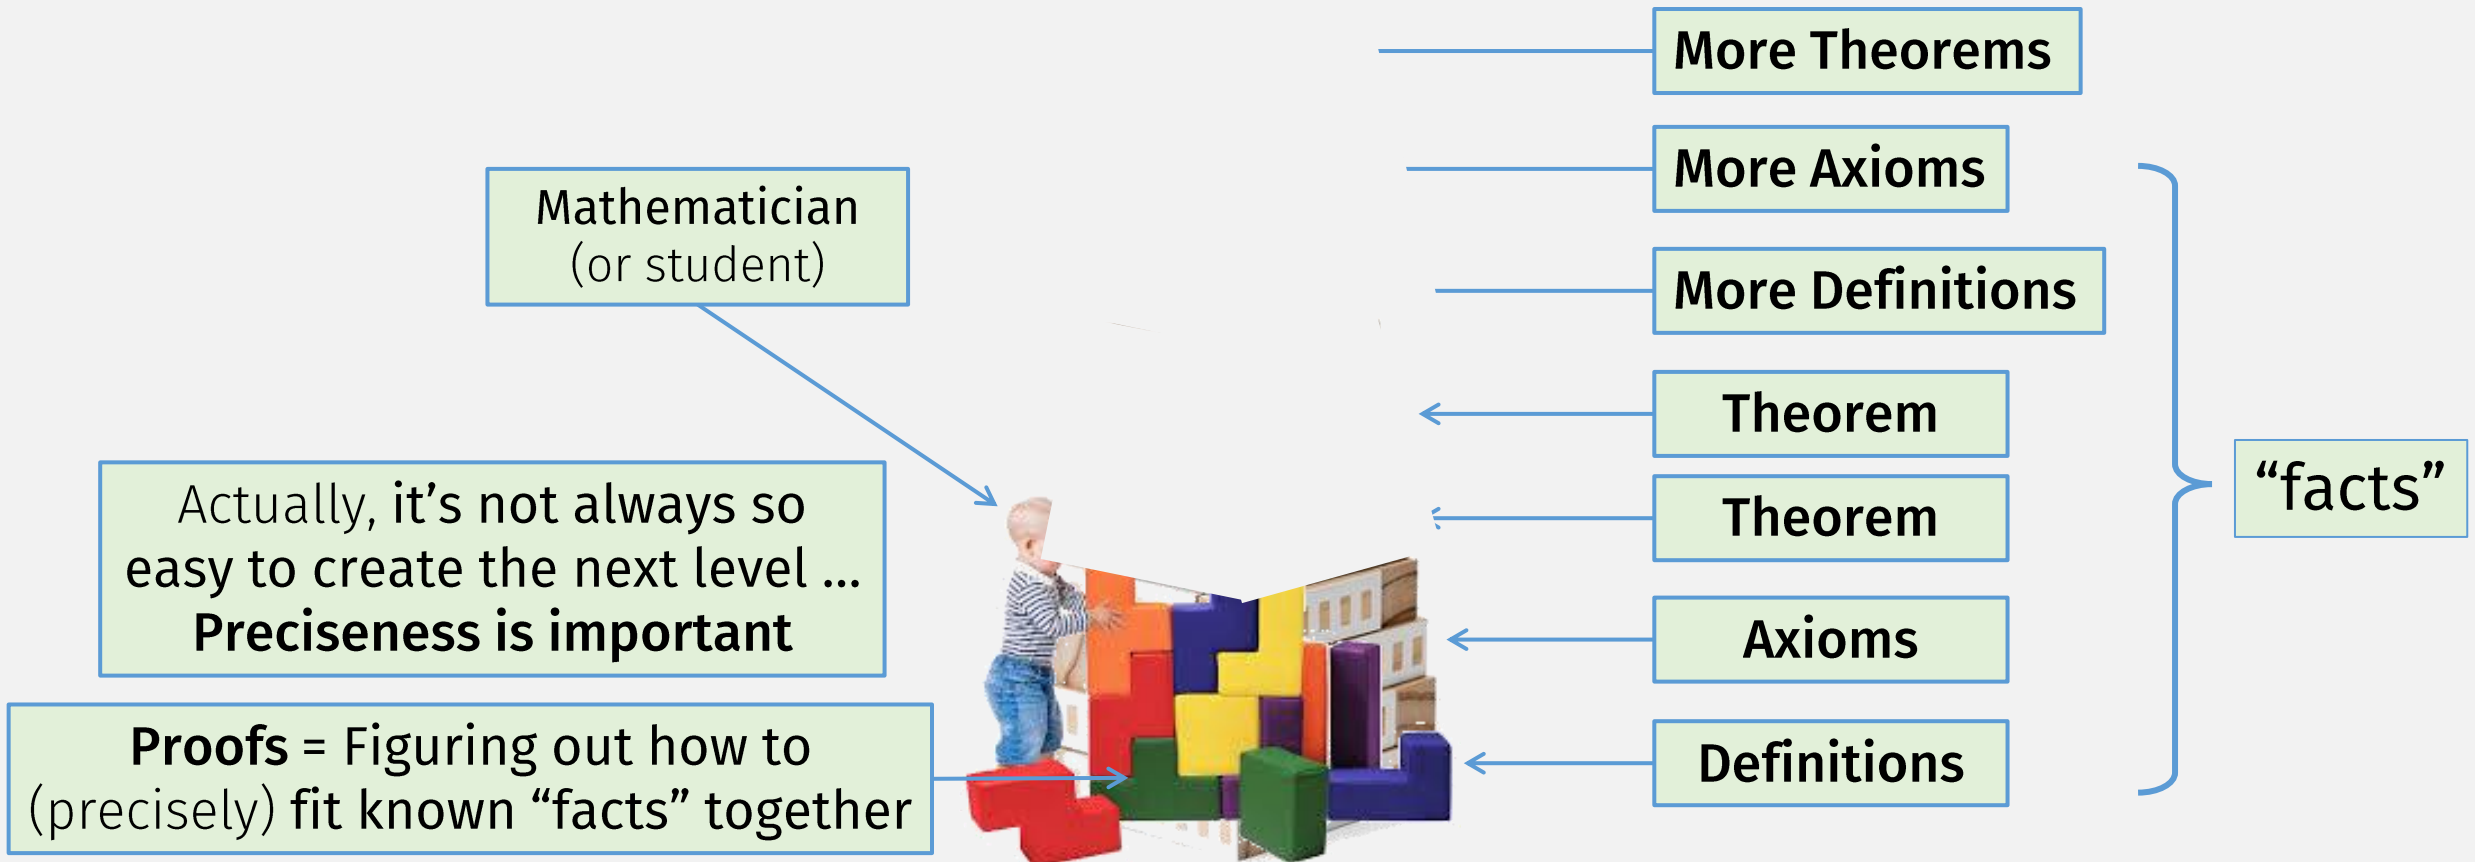 More Theorems
More Axioms
Mathematician
(or student)
More Definitions
Theorem
“facts”
Actually, it’s not always so
easy to create the next level ...
Preciseness is important
Theorem
Axioms
Proofs = Figuring out how to
(precisely) fit known “facts” together
Definitions